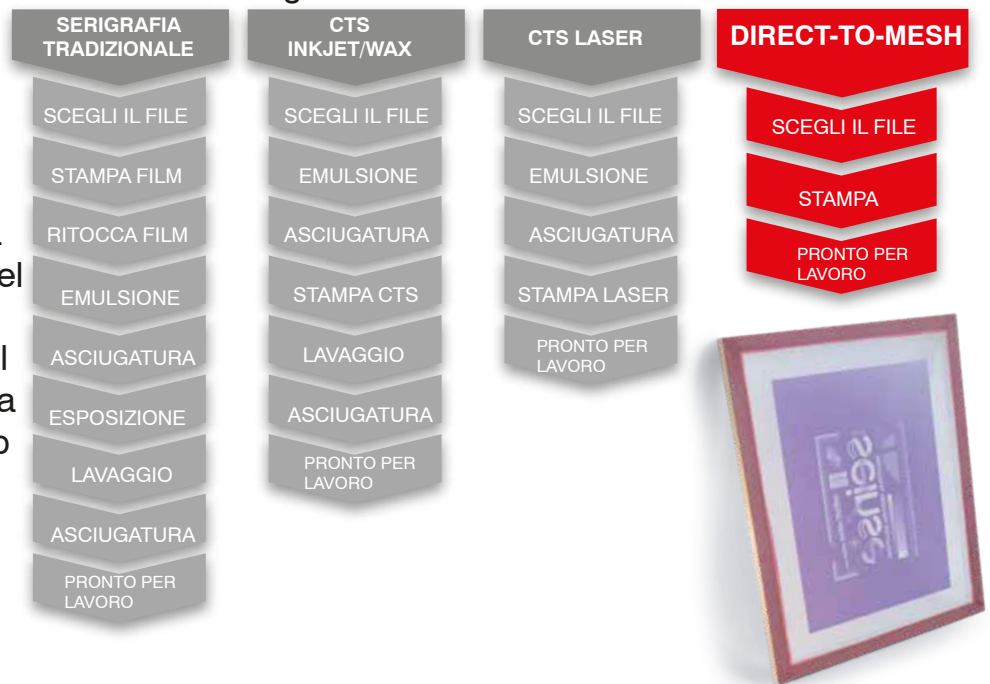 SERIGRAFIA
TRADIZIONALE
SCEGLI IL FILE
STAMPA FILM
RITOCCA FILM
EMULSIONE
ASCIUGATURA
ESPOSIZIONE
LAVAGGIO
ASCIUGATURA
PRONTO PER
LAVORO
CTS
INKJET/WAX
SCEGLI IL FILE
EMULSIONE
ASCIUGATURA
STAMPA CTS
LAVAGGIO
ASCIUGATURA
PRONTO PER
LAVORO
CTS LASER
SCEGLI IL FILE
EMULSIONE
ASCIUGATURA
STAMPA LASER
PRONTO PER
LAVORO
DIRECT-TO-MESH
SCEGLI IL FILE
STAMPA
PRONTO PER
LAVORO